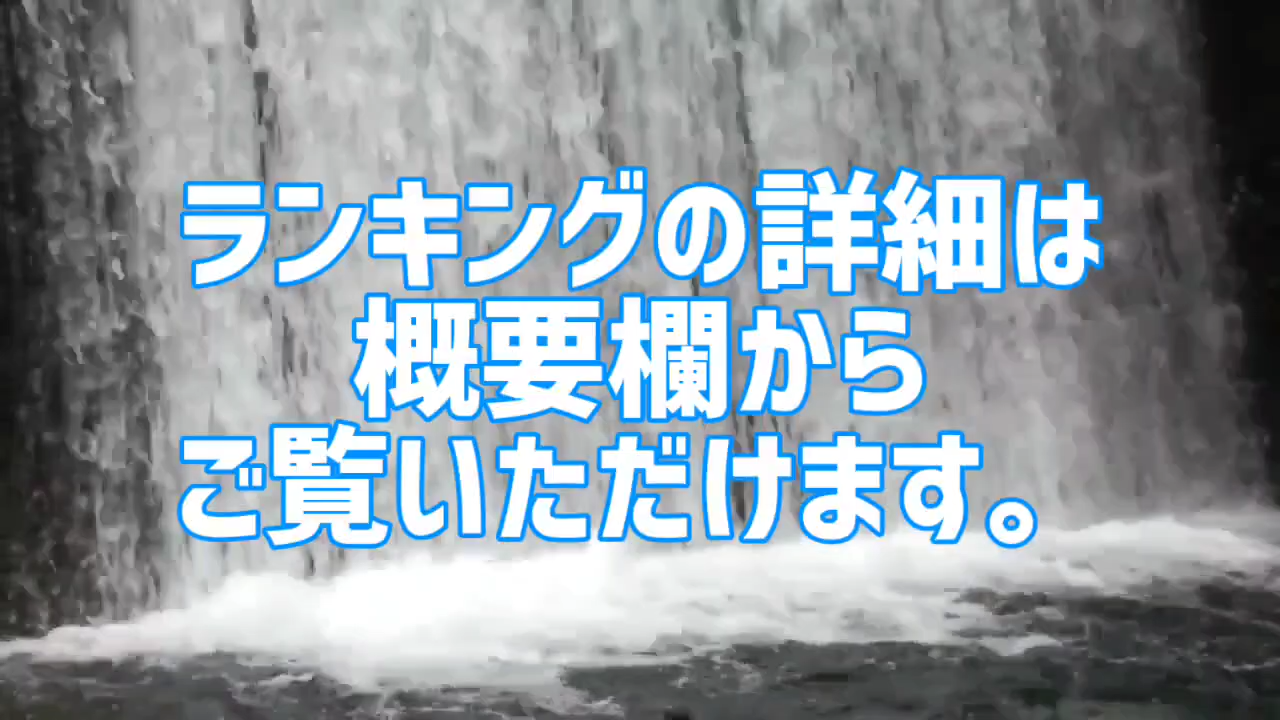 ランキングの詳細は
概要欄から
ご覧いただけます。